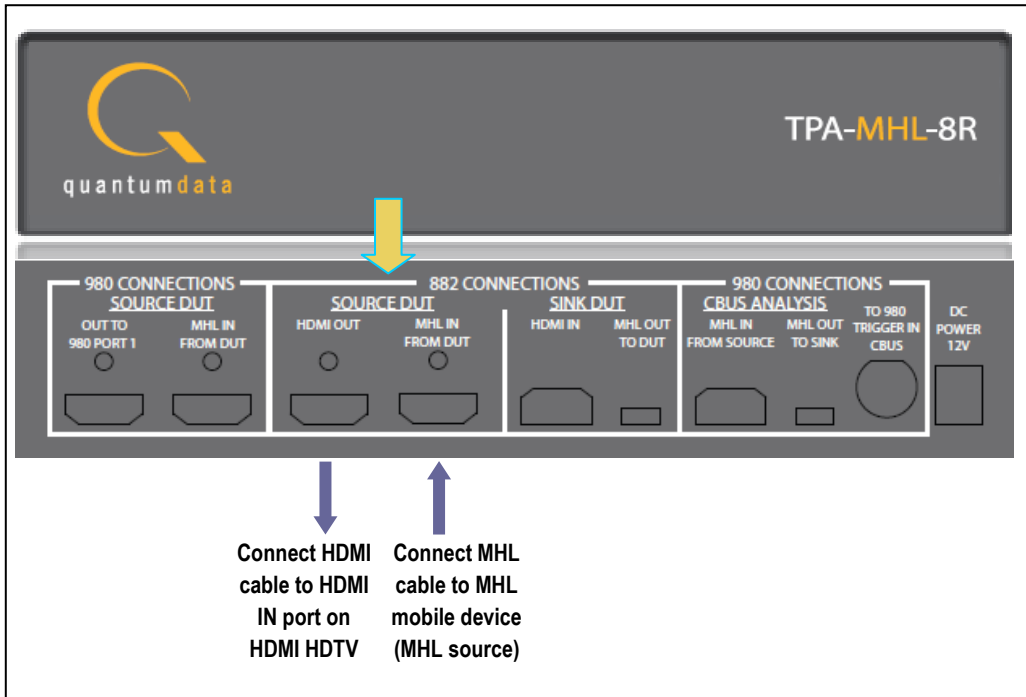 quantumdata
TPA-MHL-8R
980 CONNECTIONS
SOURCE DUT
OUT TO
980 PORT 1
MHL IN
FROM DUT
882 CONNECTIONS
SOURCE DUT
HDMI OUT
MHL IN
FROM DUT
SINK DUT
HDMI IN
MHL OUT
TO DUT
980 CONNECTIONS
CBUS ANALYSIS
MHL IN
FROM SOURCE
MHL OUT
TO SINK
TO 980
TRIGGER IN
CBUS
DC
POWER
12V
Connect HDMI
cable to HDMI
IN port on
HDMI HDTV
Connect MHL
cable to MHL
mobile device
(MHL source)